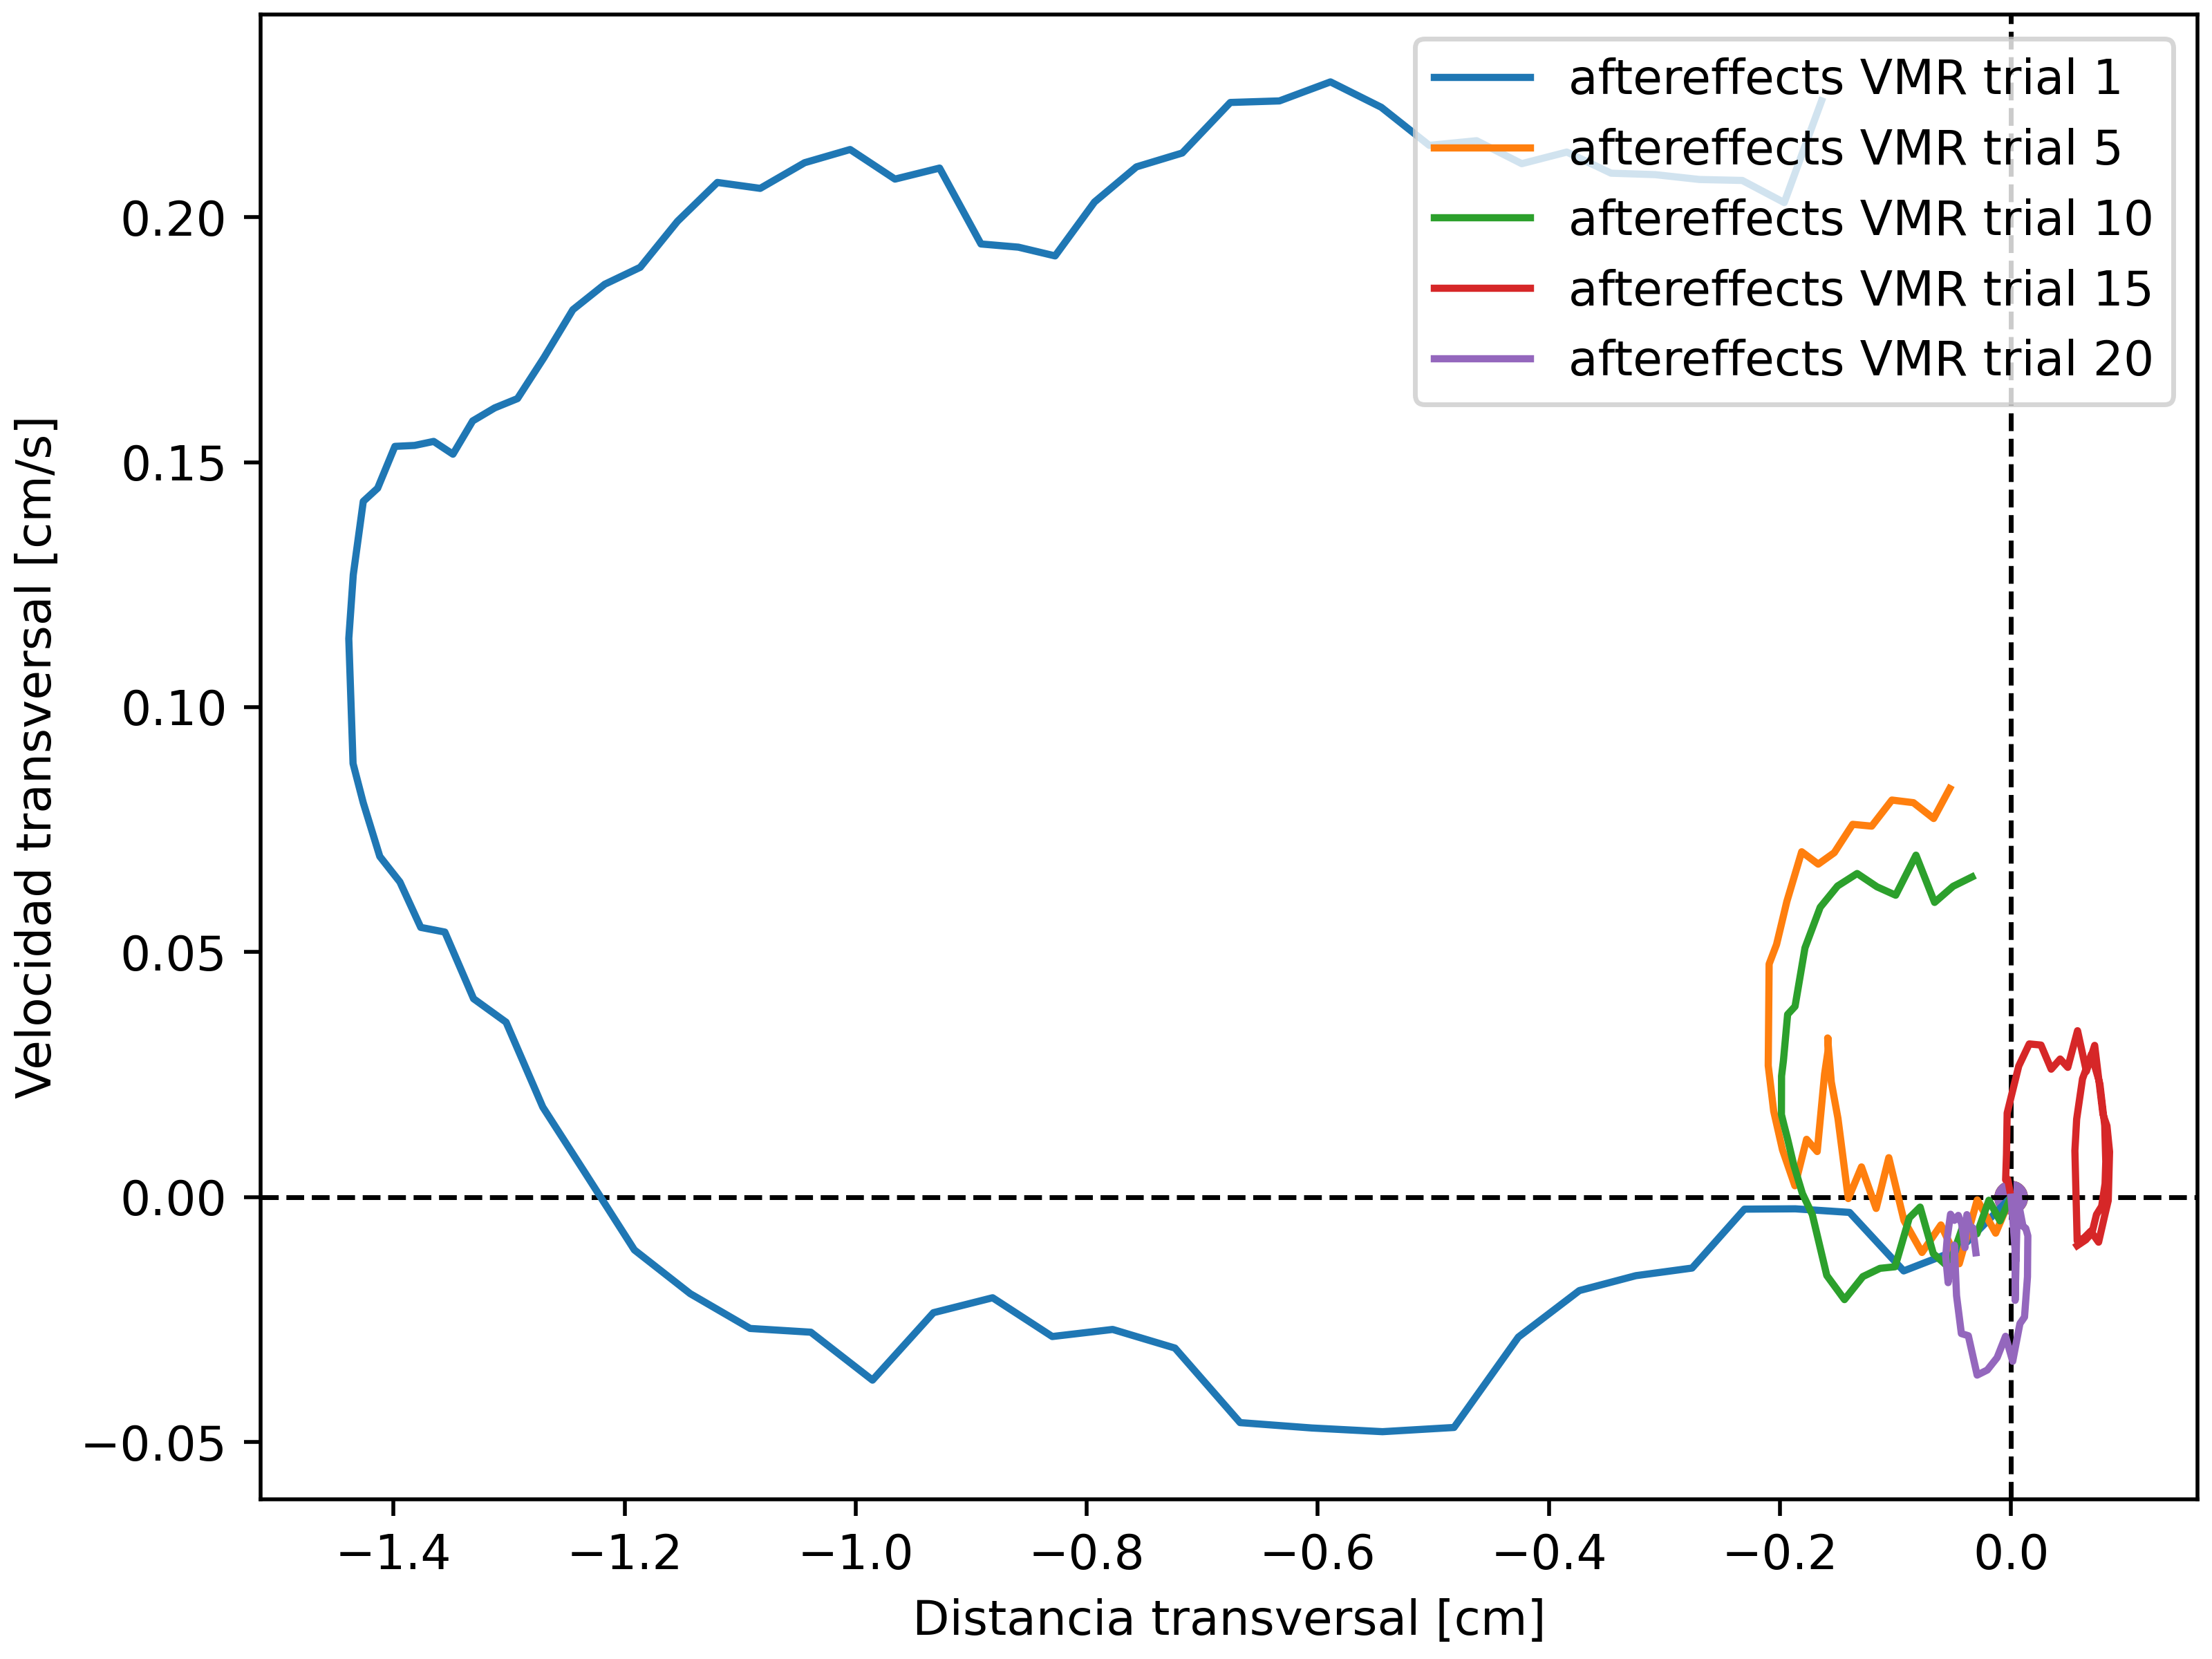 aftereffects VMR trial 1
aftereffects VMR trial 5
aftereffects VMR trial 10
aftereffects VMR trial 15
aftereffects VMR trial 20
Velocidad transversal [cm/s]
0.20
0.15
0.10
0.05
0.00
−0.05
−1.4 −1.2 −1.0 −0.8 −0.6 −0.4 −0.2 0.0
Distancia transversal [cm]